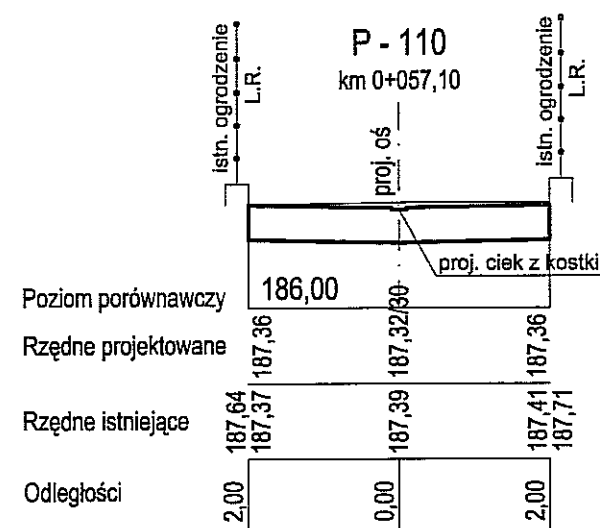 istn. ogrodzenie
L.R.
P - 110
km 0+057,10
proj. oś
istn. ogrodzenie
L.R.
proj. ciek z kostki
Poziom porównawczy 186,00
Rzędne projektowane 187,36 187,32/30 187,36
Rzędne istniejące 187,64 187,37 187,39 187,41 187,71
Odległości 2,00 0,00 2,00